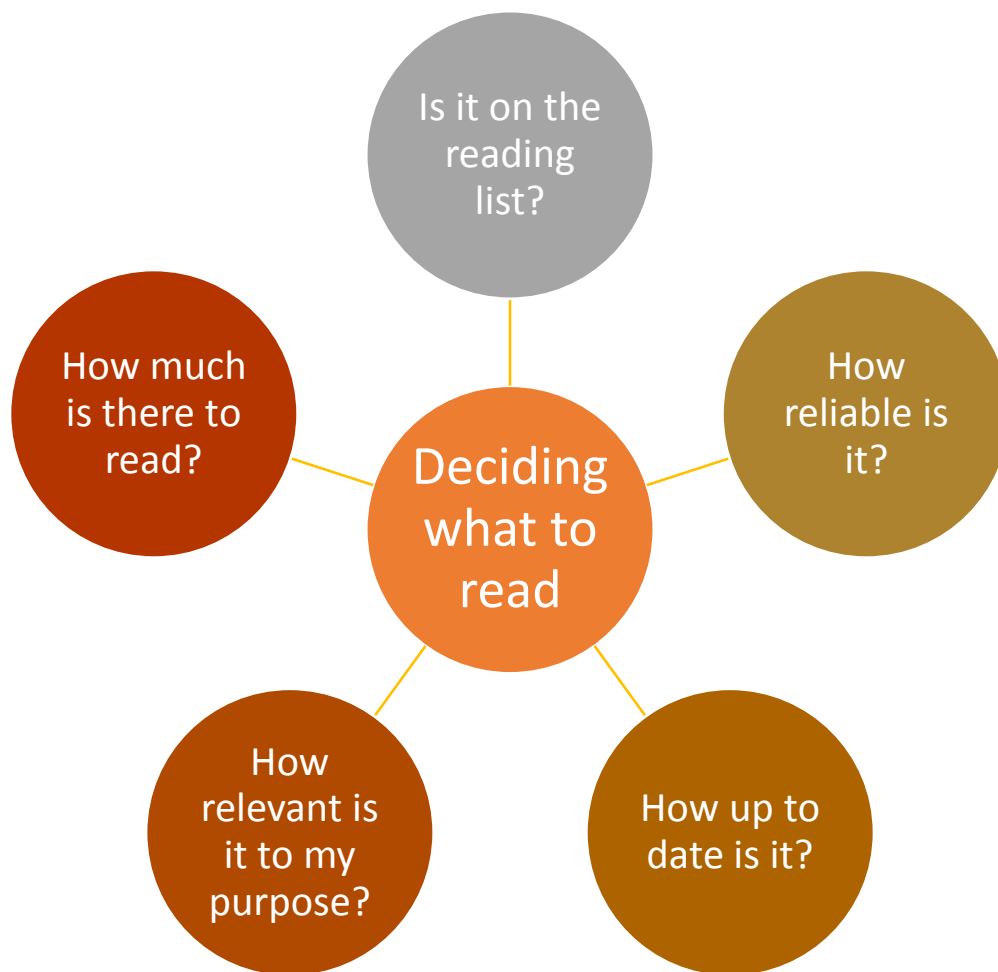 Is it on the
reading
list?
How
reliable is
it?
How up to
date is it?
How
relevant is
it to my
purpose?
How much
is there to
read?
Deciding
what to
read